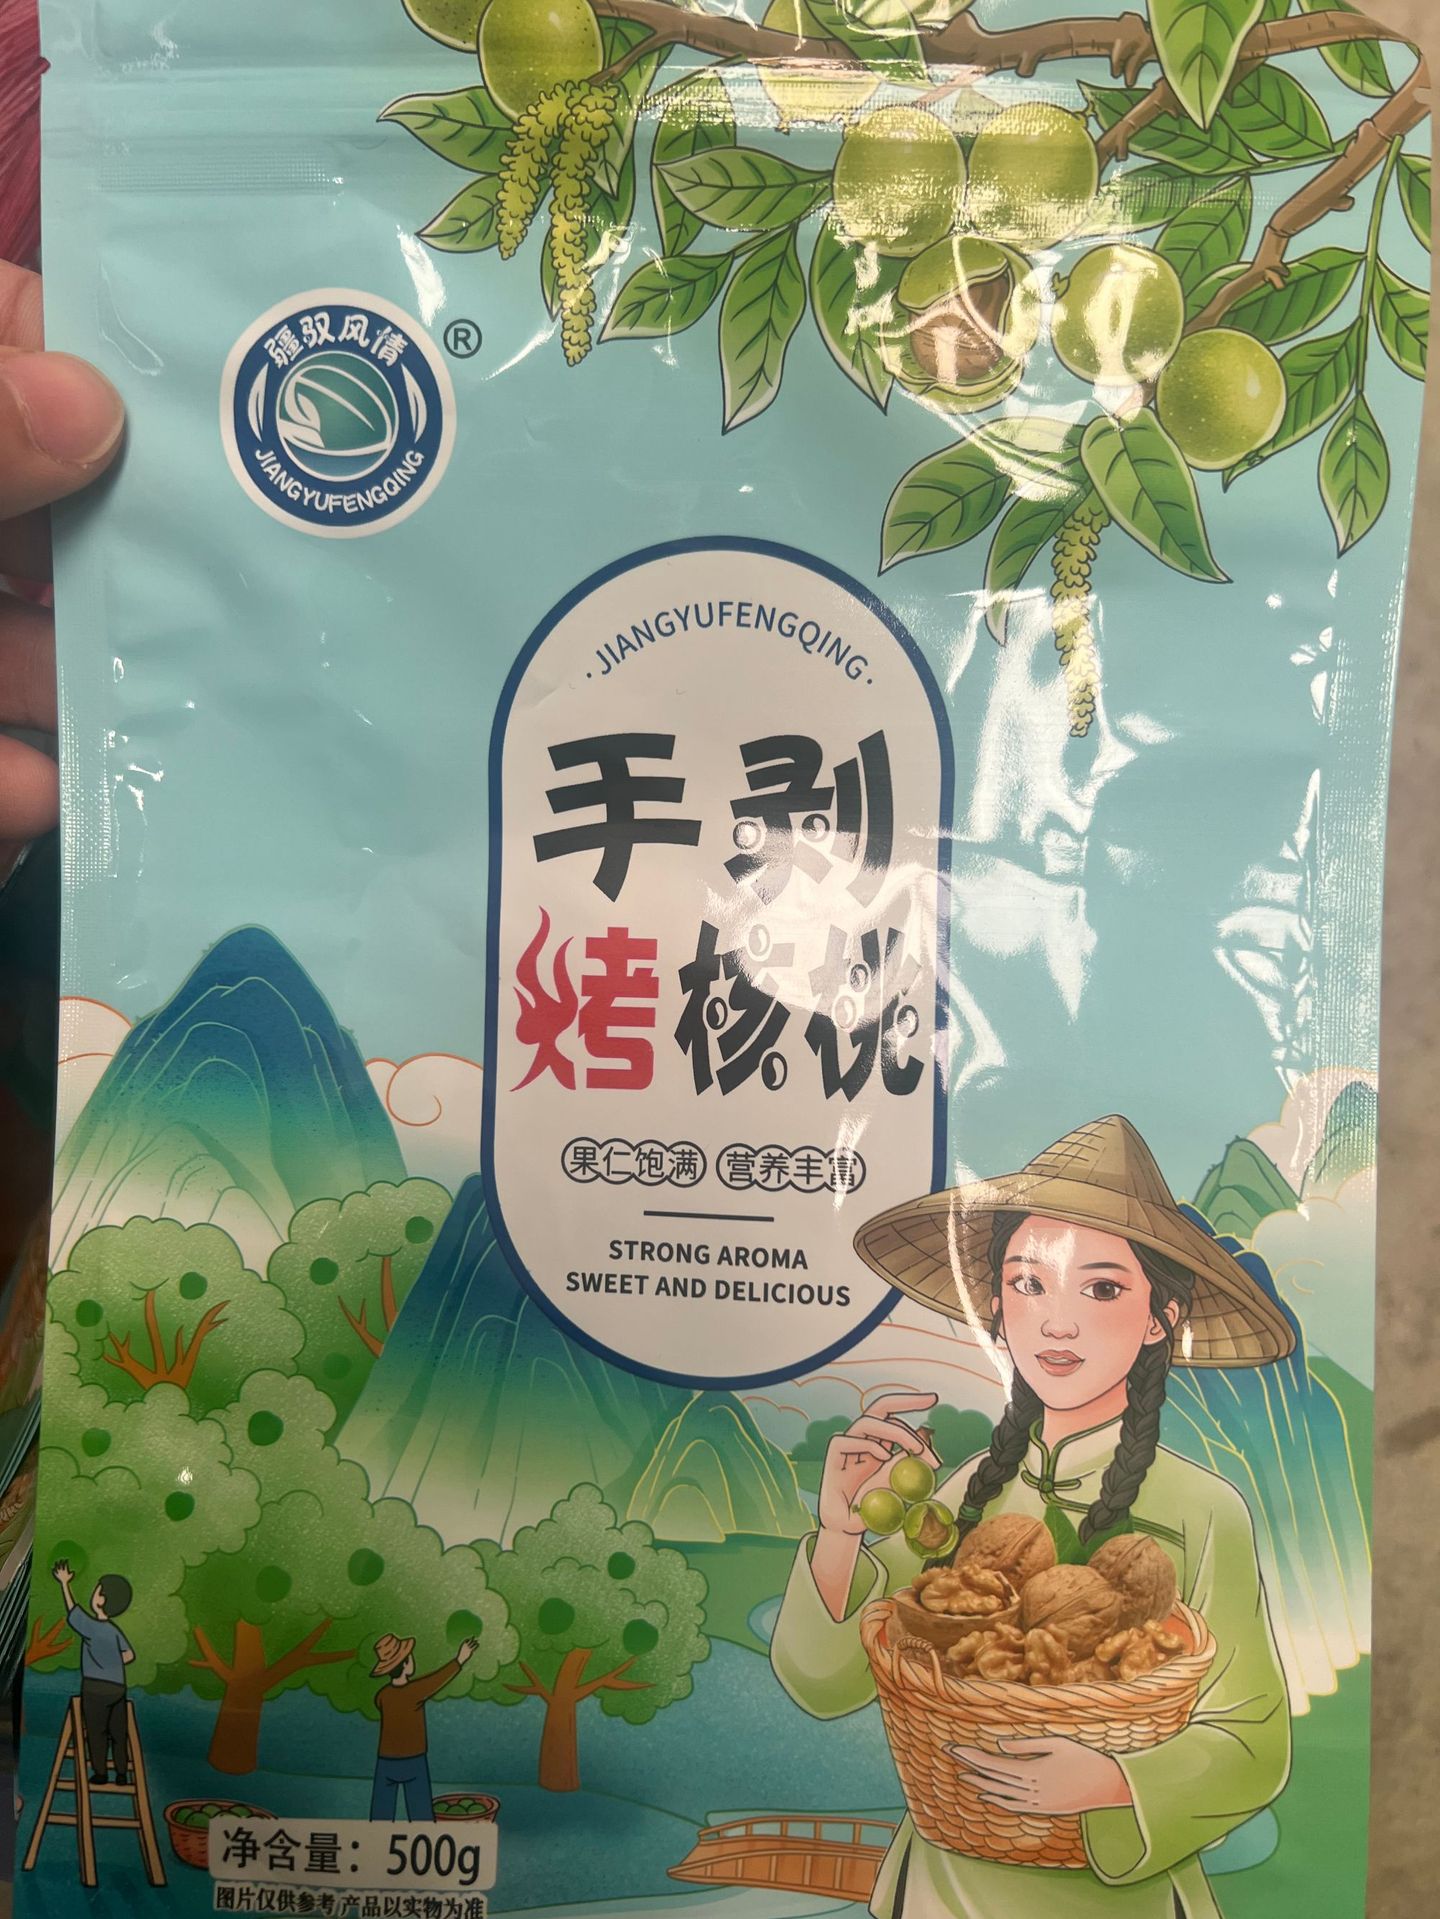 疆驭风情
JIANGYUFENGQING
®
·JIANGYUFENGQING·
手剥
烤核桃
果仁饱满 营养丰富
STRONG AROMA
SWEET AND DELICIOUS
净含量：500g
图片仅供参考 产品以实物为准